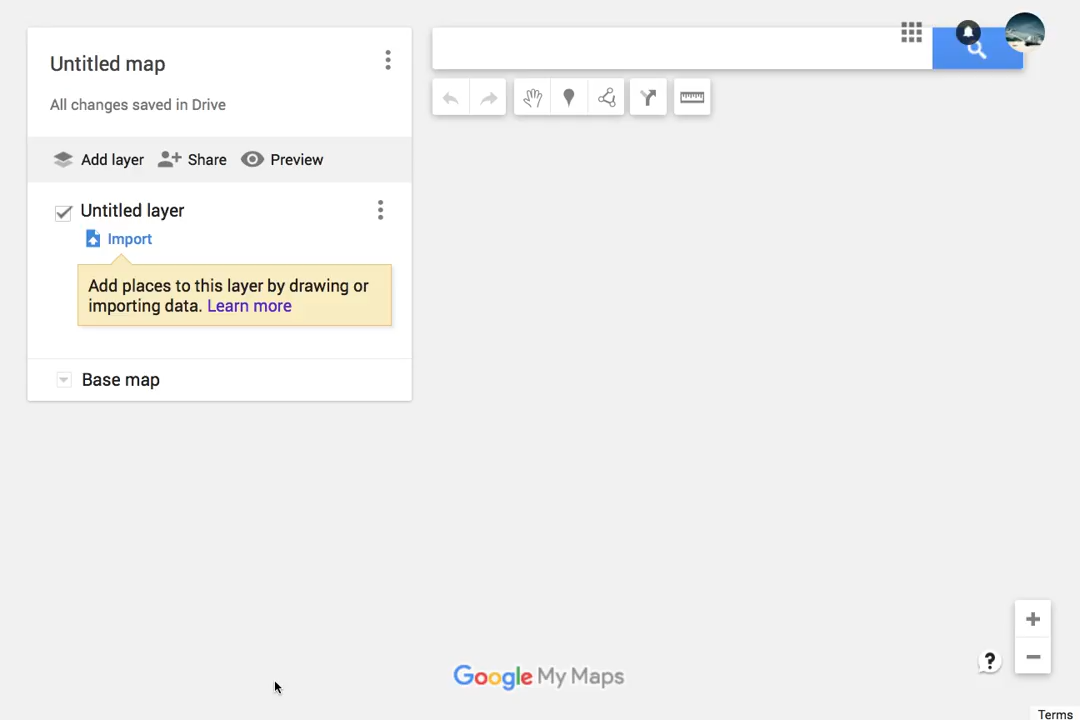 Untitled map
All changes saved in Drive
Add layer Share Preview
Untitled layer
Import
Add places to this layer by drawing or
importing data. Learn more
Base map
?
Google My Maps
Terms